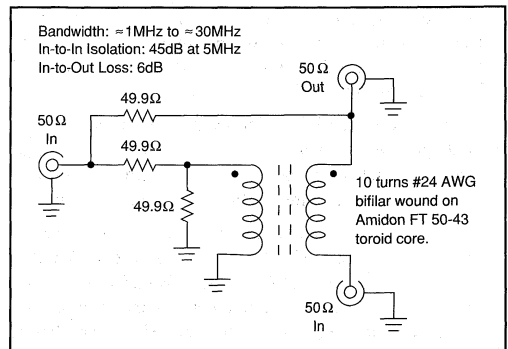 Bandwidth: ≈1MHz to ≈30MHz
In-to-In Isolation: 45dB at 5MHz
In-to-Out Loss: 6dB
50Ω
Out
49.9Ω
50Ω
In
49.9Ω
49.9Ω
10 turns #24 AWG
bifilar wound on
Amidon FT 50-43
toroid core.
50Ω
In